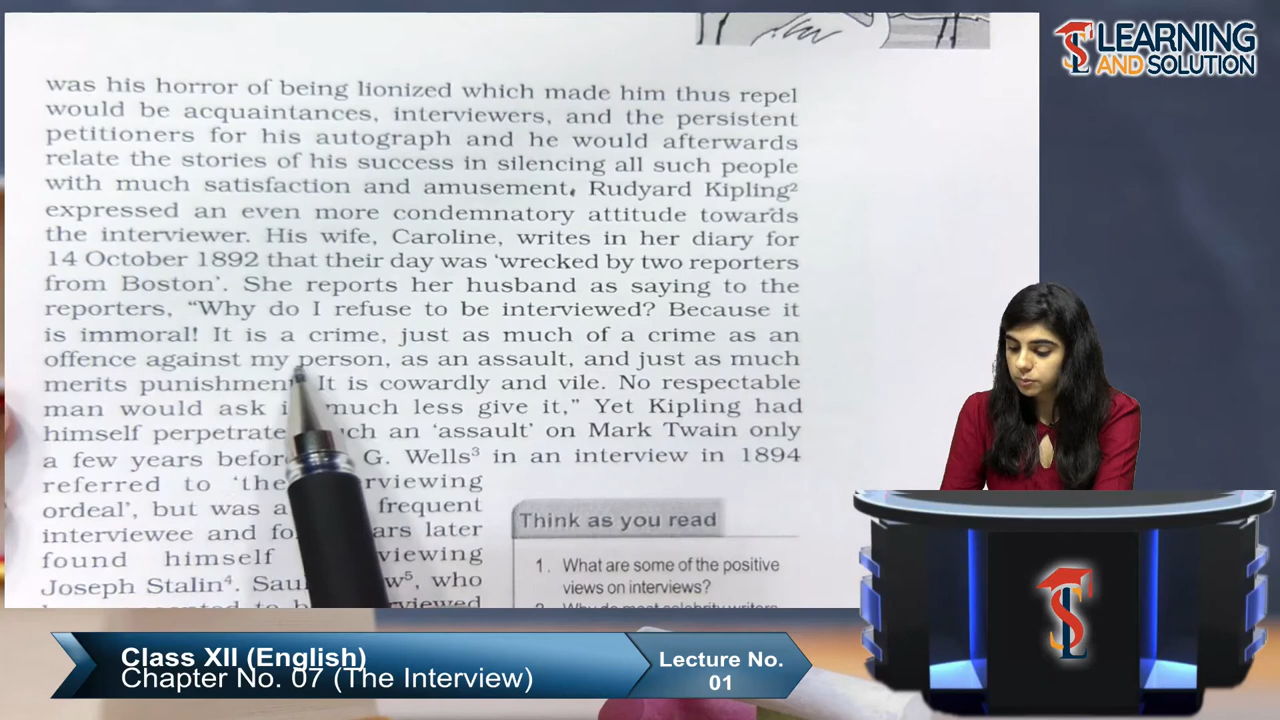 LEARNING
AND SOLUTION
was his horror of being lionized which made him thus repel
would be acquaintances, interviewers, and the persistent
petitioners for his autograph and he would afterwards
relate the stories of his success in silencing all such people
with much satisfaction and amusement. Rudyard Kipling²
expressed an even more condemnatory attitude towards
the interviewer. His wife, Caroline, writes in her diary for
14 October 1892 that their day was ‘wrecked by two reporters
from Boston’. She reports her husband as saying to the
reporters, “Why do I refuse to be interviewed? Because it
is immoral! It is a crime, just as much of a crime as an
offence against my person, as an assault, and just as much
merits punishment It is cowardly and vile. No respectable
man would ask much less give it,” Yet Kipling had
himself an ‘assault’ on Mark Twain only
a few years G. Wells³ in an interview in 1894
referred to
ordeal’, but was frequent
interviewee and later
found himself
Joseph Stalin⁴. ⁵, who
Think as you read
1. What are some of the positive
views on interviews?
Class XII (English)
Chapter No. 07 (The Interview)
Lecture No.
01